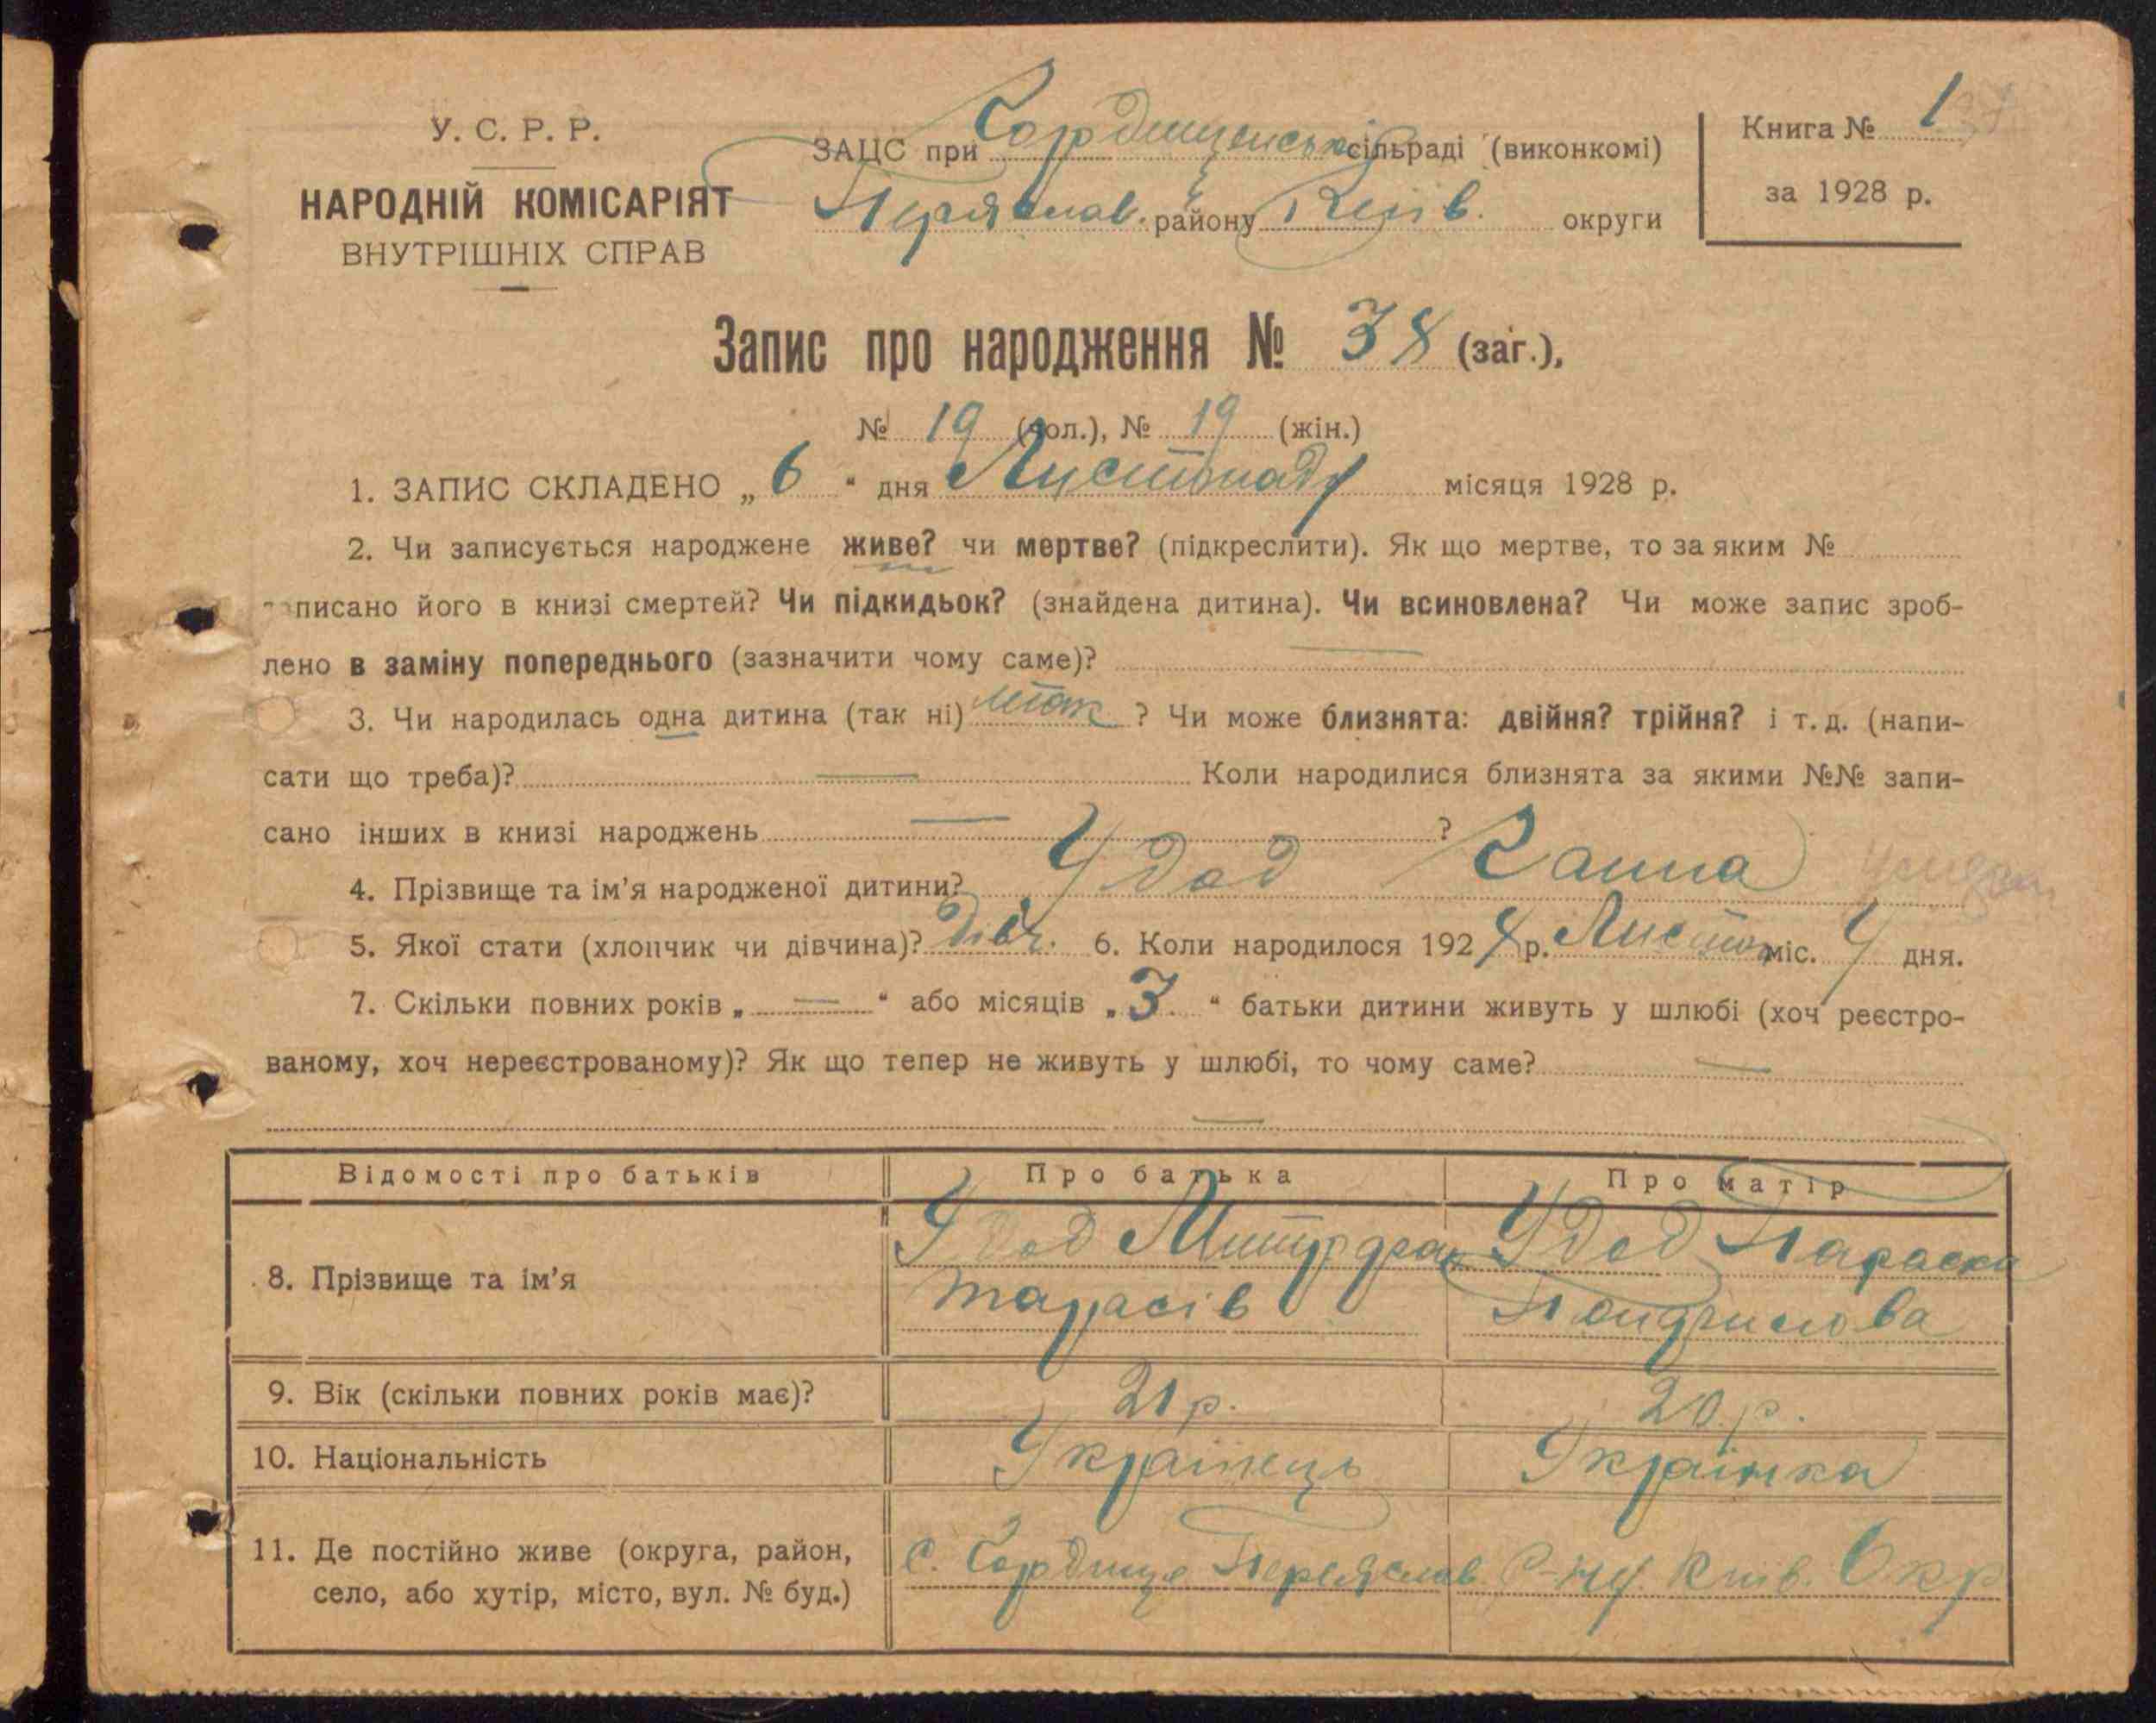 У. С. Р. Р.
НАРОДНІЙ КОМІСАРІЯТ
ВНУТРІШНІХ СПРАВ
ЗАЦС при сільраді (виконкомі)
Переяслав. району Київ. округи
Книга № 1
за 1928 р.
Запис про народження № 38 (заг.),
№ 19 (чол.), № 19 (жін.)
1. ЗАПИС СКЛАДЕНО „ 6 “ дня Листопаду місяця 1928 р.
2. Чи записується народжене живе? чи мертве? (підкреслити). Як що мертве, то за яким №
записано його в книзі смертей? Чи підкидьок? (знайдена дитина). Чи всиновлена? Чи може запис зроб-
лено в заміну попереднього (зазначити чому саме)? —
3. Чи народилась одна дитина (так ні) так ? Чи може близнята: двійня? трійня? і т. д. (напи-
сати що треба)? — Коли народилися близнята за якими №№ запи-
сано інших в книзі народжень — ?
4. Прізвище та ім’я народженої дитини? Удод Ганна
5. Якої стати (хлопчик чи дівчина)? Дівч. 6. Коли народилося 1928 р. Листоп міс. 4 дня.
7. Скільки повних років „ — “ або місяців „ 3 “ батьки дитини живуть у шлюбі (хоч реєстро-
ваному, хоч нереєстрованому)? Як що тепер не живуть у шлюбі, то чому саме? —
—
Відомості про батьків Про батька Про матір
8. Прізвище та ім’я
Удод Митрофан
Тарасів
Удод Параска
9. Вік (скільки повних років має)? 21 р. 20 р.
10. Національність Українець Українка
11. Де постійно живе (округа, район,
село, або хутір, місто, вул. № буд.)
с. Переяслав Р-ну Київ. Окр